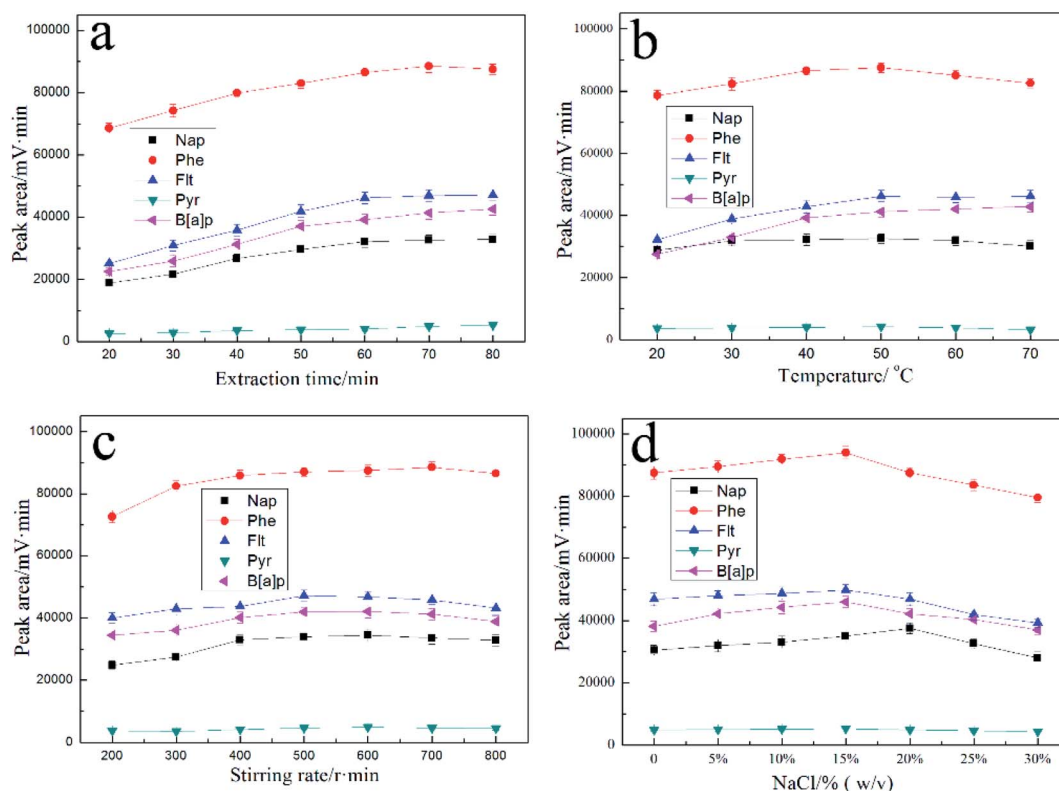 a
100000
80000
60000
40000
20000
0
Peak area/mV·min
Nap
Phe
Flt
Pyr
B[a]p
20 30 40 50 60 70 80
Extraction time/min
b
100000
80000
60000
40000
20000
0
Peak area/mV·min
Nap
Phe
Flt
Pyr
B[a]p
20 30 40 50 60 70
Temperature/ °C
c
100000
80000
60000
40000
20000
0
Peak area/mV·min
Nap
Phe
Flt
Pyr
B[a]p
200 300 400 500 600 700 800
Stirring rate/r·min
d
100000
80000
60000
40000
20000
0
Peak area/mV·min
Nap
Phe
Flt
Pyr
B[a]p
0 5% 10% 15% 20% 25% 30%
NaCl/% ( w/v)